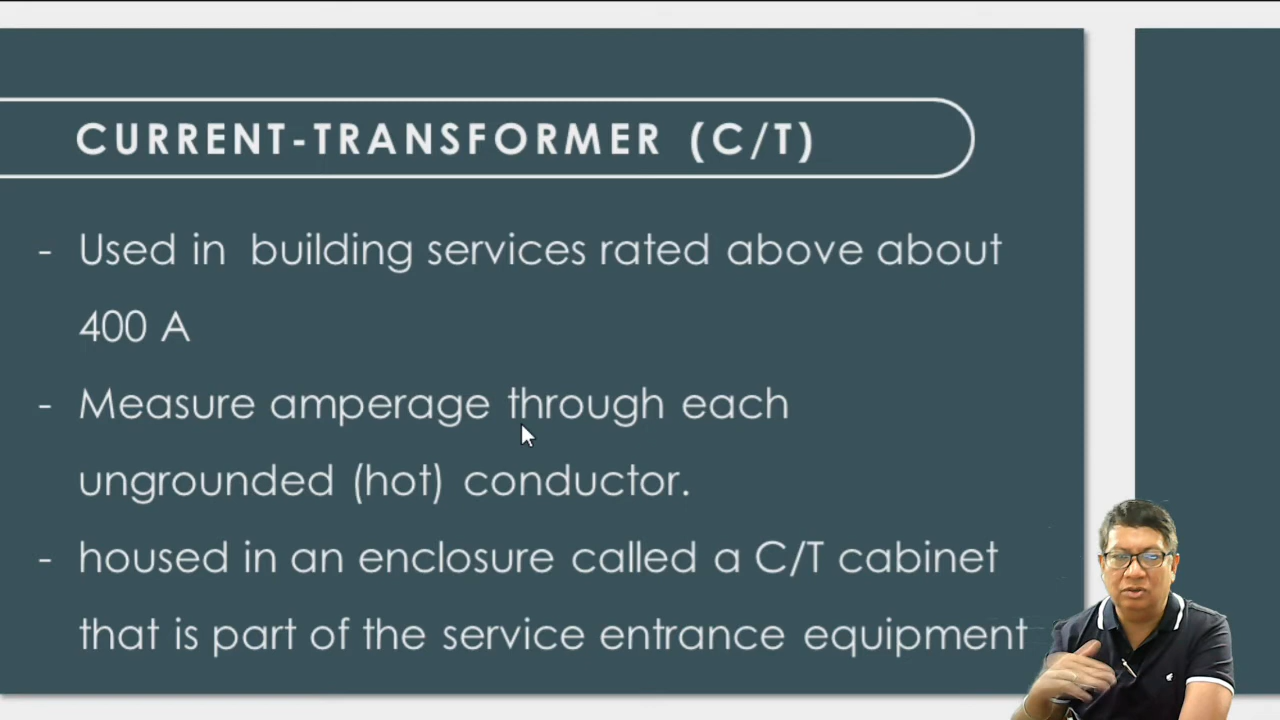 CURRENT-TRANSFORMER (C/T)
- Used in building services rated above about
400 A
- Measure amperage through each
ungrounded (hot) conductor.
- housed in an enclosure called a C/T cabinet
that is part of the service entrance equipment